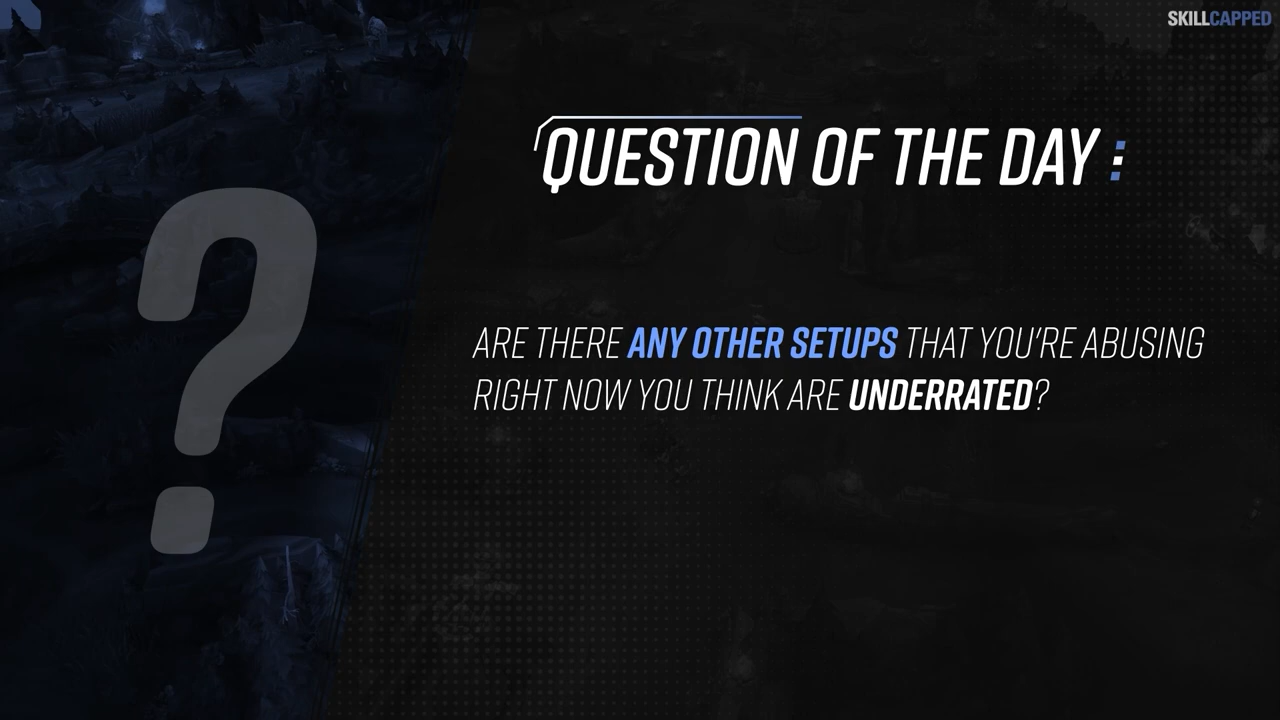 SKILLCAPPED
QUESTION OF THE DAY :
ARE THERE ANY OTHER SETUPS THAT YOU'RE ABUSING
RIGHT NOW YOU THINK ARE UNDERRATED?
?